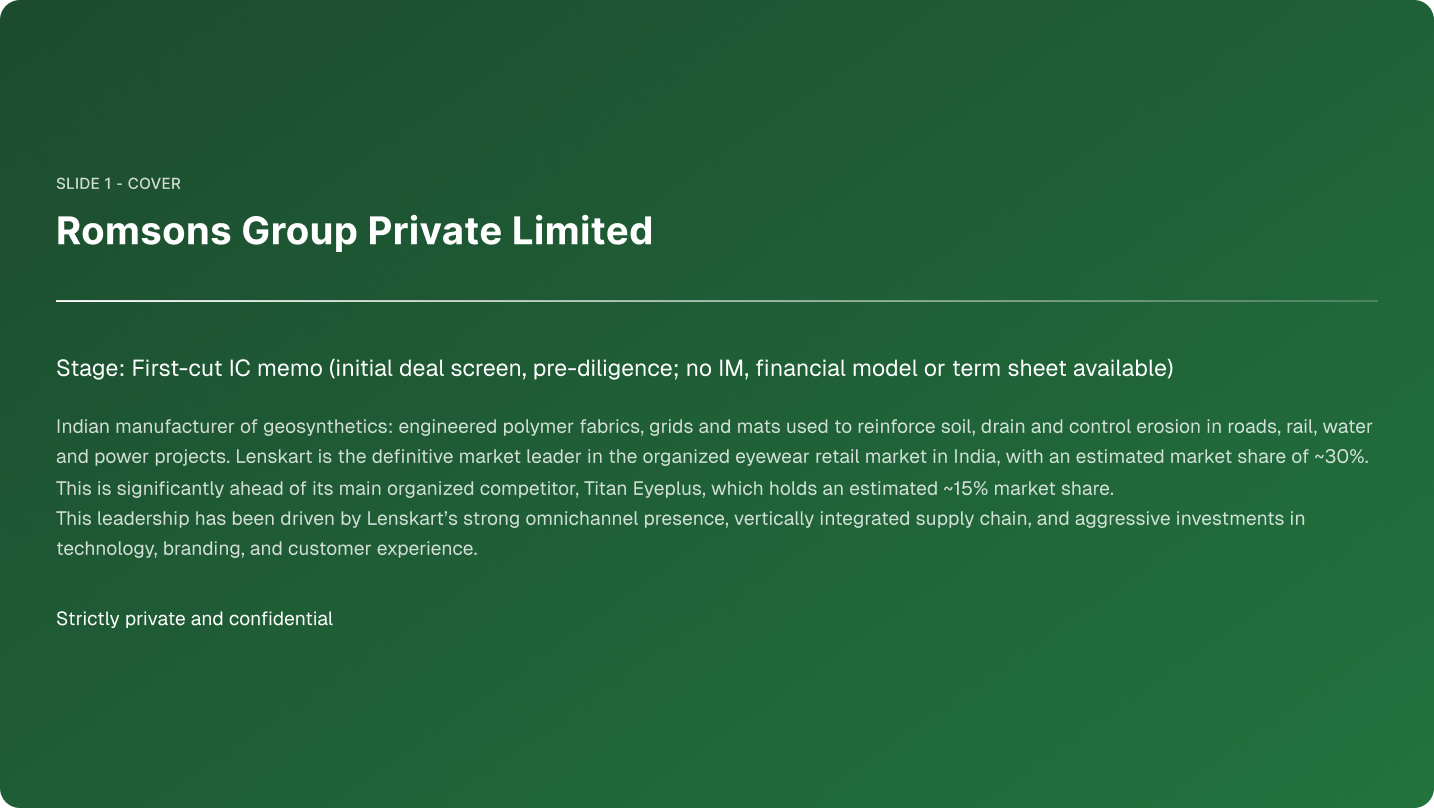 SLIDE 1 - COVER
Romsons Group Private Limited
Stage: First-cut IC memo (initial deal screen, pre-diligence; no IM, financial model or term sheet available)
Indian manufacturer of geosynthetics: engineered polymer fabrics, grids and mats used to reinforce soil, drain and control erosion in roads, rail, water
and power projects. Lenskart is the definitive market leader in the organized eyewear retail market in India, with an estimated market share of ~30%.
This is significantly ahead of its main organized competitor, Titan Eyeplus, which holds an estimated ~15% market share.
This leadership has been driven by Lenskart’s strong omnichannel presence, vertically integrated supply chain, and aggressive investments in
technology, branding, and customer experience.
Strictly private and confidential